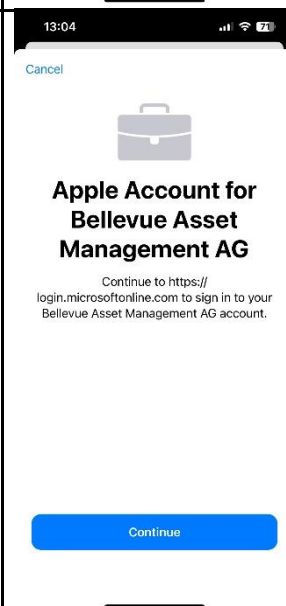 13:04
71
Cancel
Apple Account for
Bellevue Asset
Management AG
Continue to https://
login.microsoftonline.com to sign in to your
Bellevue Asset Management AG account.
Continue